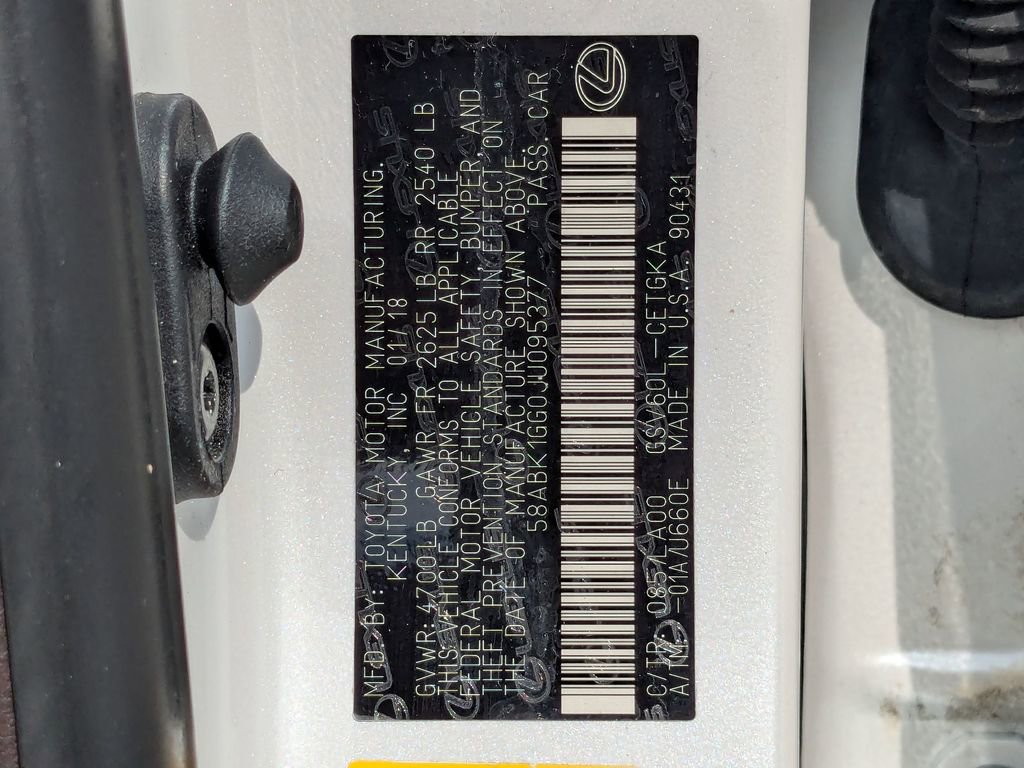 MFD.BY:TOYOTA MOTOR MANUFACTURING,
KENTUCKY, INC 01/18
GVWR:4700 LB GAWR FR 2625 LB RR 2540 LB
THIS VEHICLE CONFORMS TO ALL APPLICABLE
FEDERAL MOTOR VEHICLE SAFETY, BUMPER, AND
THEFT PREVENTION STANDARDS IN EFFECT ON
THE DATE OF MANUFACTURE SHOWN ABOVE.
58ABK1GG0JU095377 PASS. CAR
C/TR: 085/LA00 GSV60L-CETGKA
A/TM: -01A/U660E MADE IN U.S.A. 90431